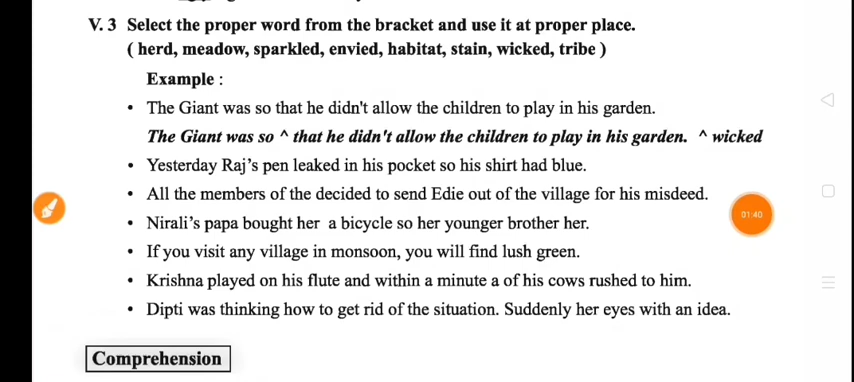 V. 3 Select the proper word from the bracket and use it at proper place.
( herd, meadow, sparkled, envied, habitat, stain, wicked, tribe )
Example :
• The Giant was so that he didn't allow the children to play in his garden.
The Giant was so ^ that he didn't allow the children to play in his garden. ^ wicked
• Yesterday Raj's pen leaked in his pocket so his shirt had blue.
• All the members of the decided to send Edie out of the village for his misdeed.
01:40
• Nirali's papa bought her a bicycle so her younger brother her.
• If you visit any village in monsoon, you will find lush green.
• Krishna played on his flute and within a minute a of his cows rushed to him.
• Dipti was thinking how to get rid of the situation. Suddenly her eyes with an idea.
Comprehension